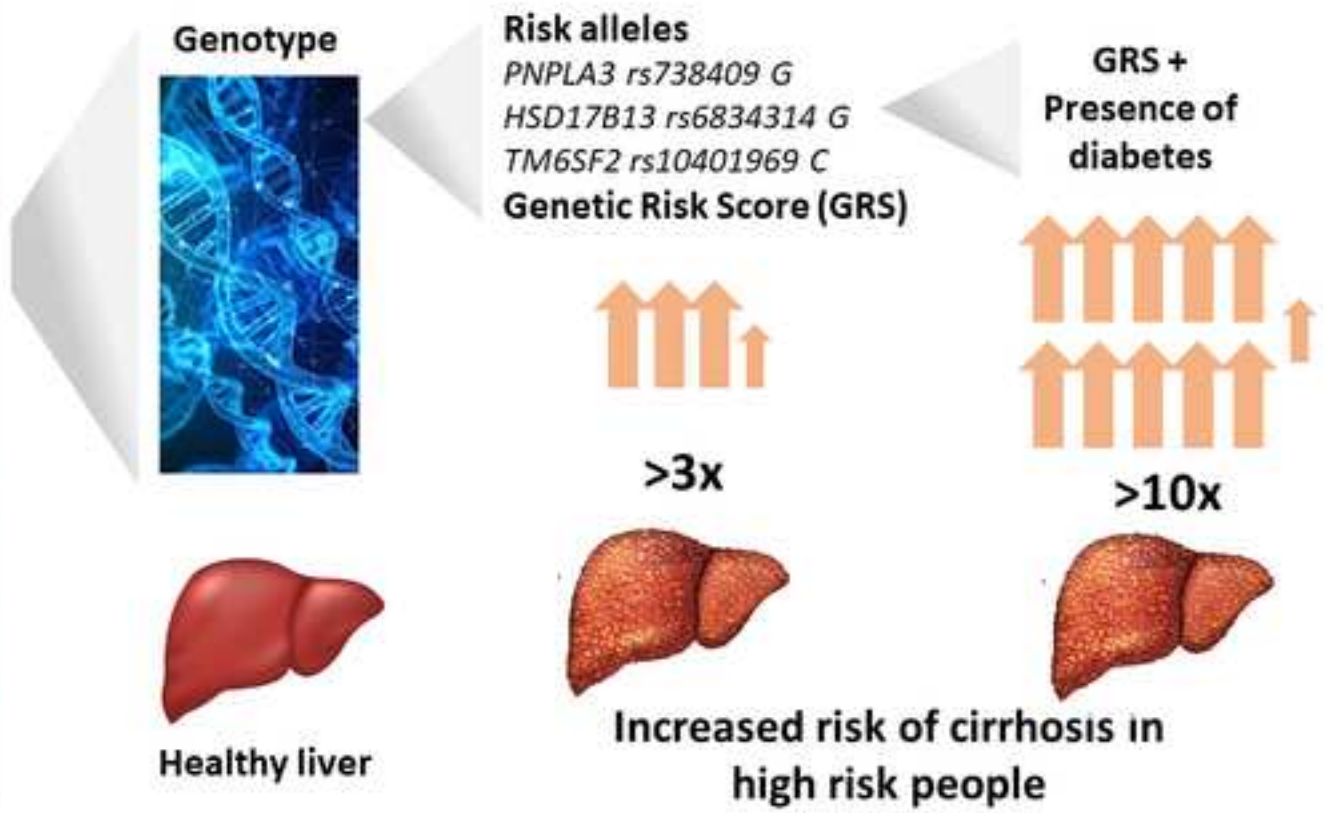 Genotype
Risk alleles
PNPLA3 rs738409 G
HSD17B13 rs6834314 G
TM6SF2 rs10401969 C
Genetic Risk Score (GRS)
GRS +
Presence of
diabetes
>3x
>10x
Healthy liver
Increased risk of cirrhosis in
high risk people